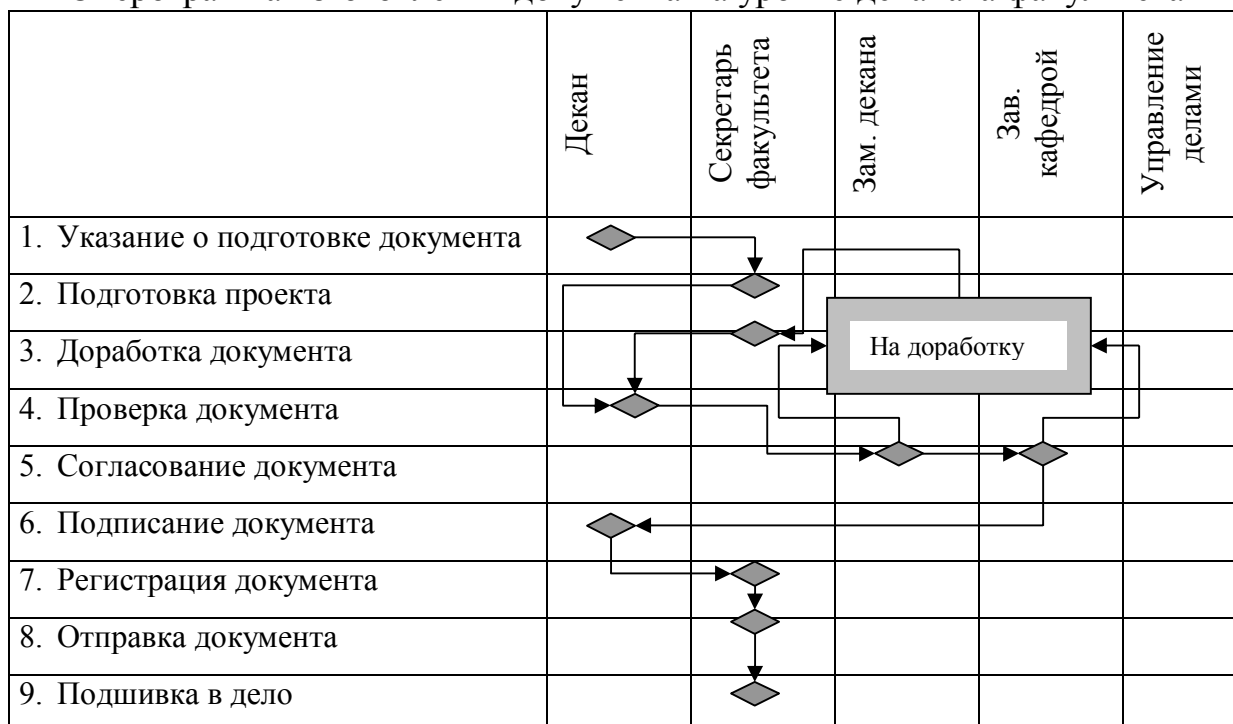 Декан
Секретарь
факультета
Зам. декана
Зав.
кафедрой
Управление
делами
1. Указание о подготовке документа
2. Подготовка проекта
3. Доработка документа
На доработку
4. Проверка документа
5. Согласование документа
6. Подписание документа
7. Регистрация документа
8. Отправка документа
9. Подшивка в дело